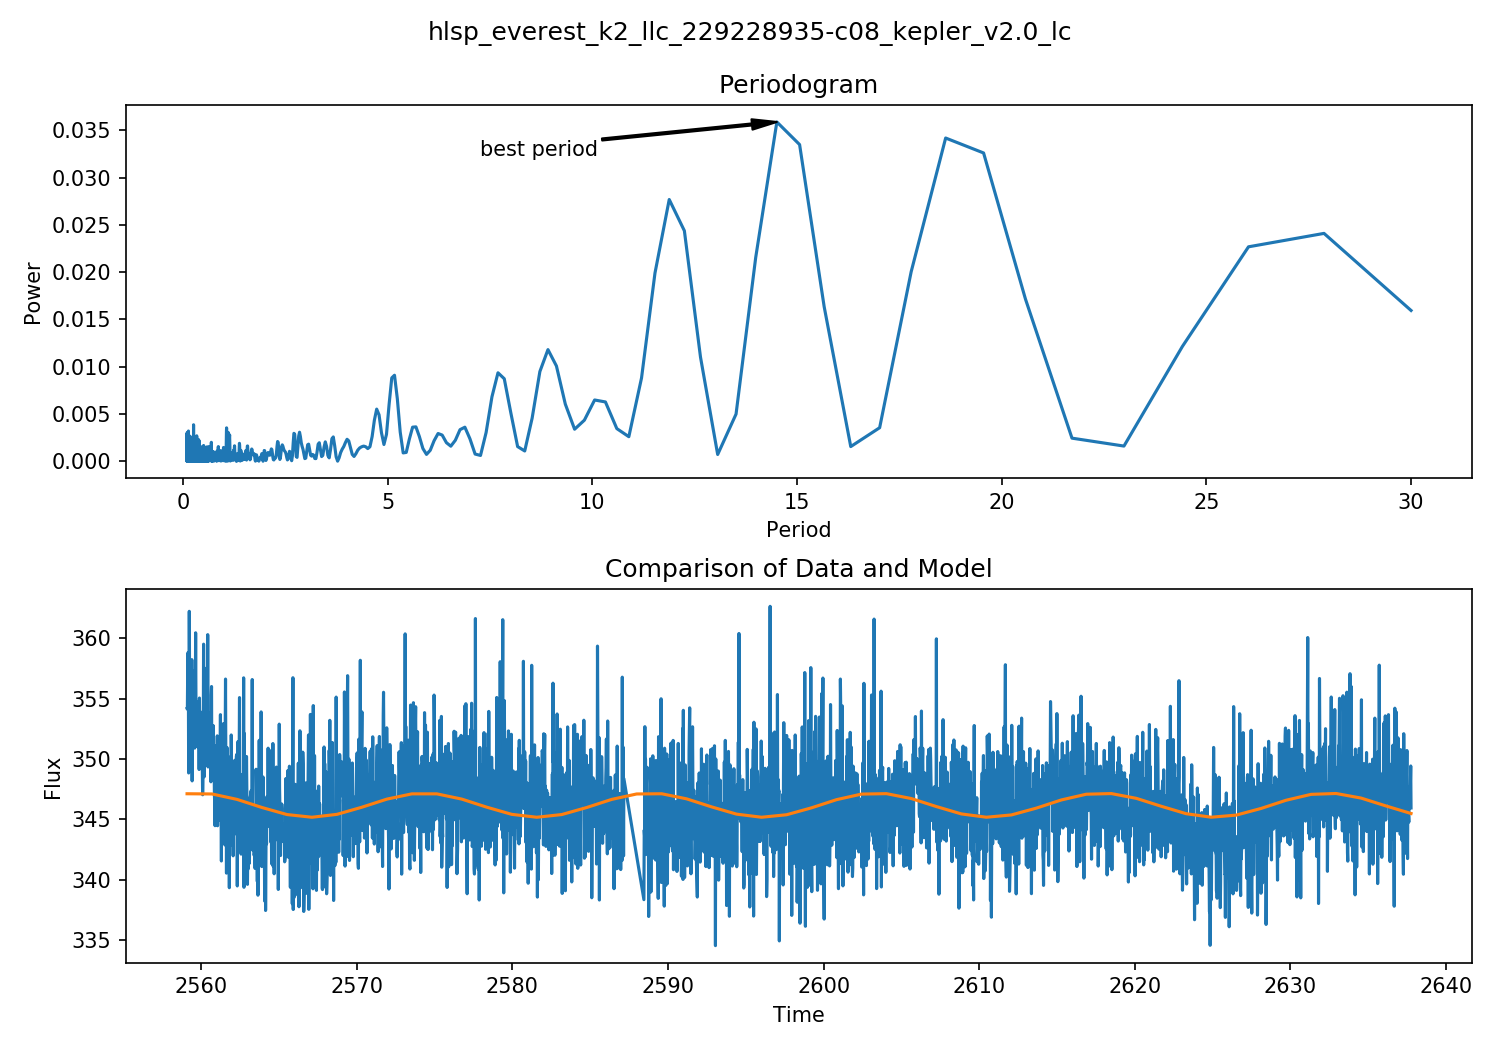 hlsp_everest_k2_llc_229228935-c08_kepler_v2.0_lc
Periodogram
0.035
0.030
0.025
0.020
0.015
0.010
0.005
0.000
Power
best period
0 5 10 15 20 25 30
Period
Comparison of Data and Model
360
355
350
345
340
335
Flux
2560 2570 2580 2590 2600 2610 2620 2630 2640
Time